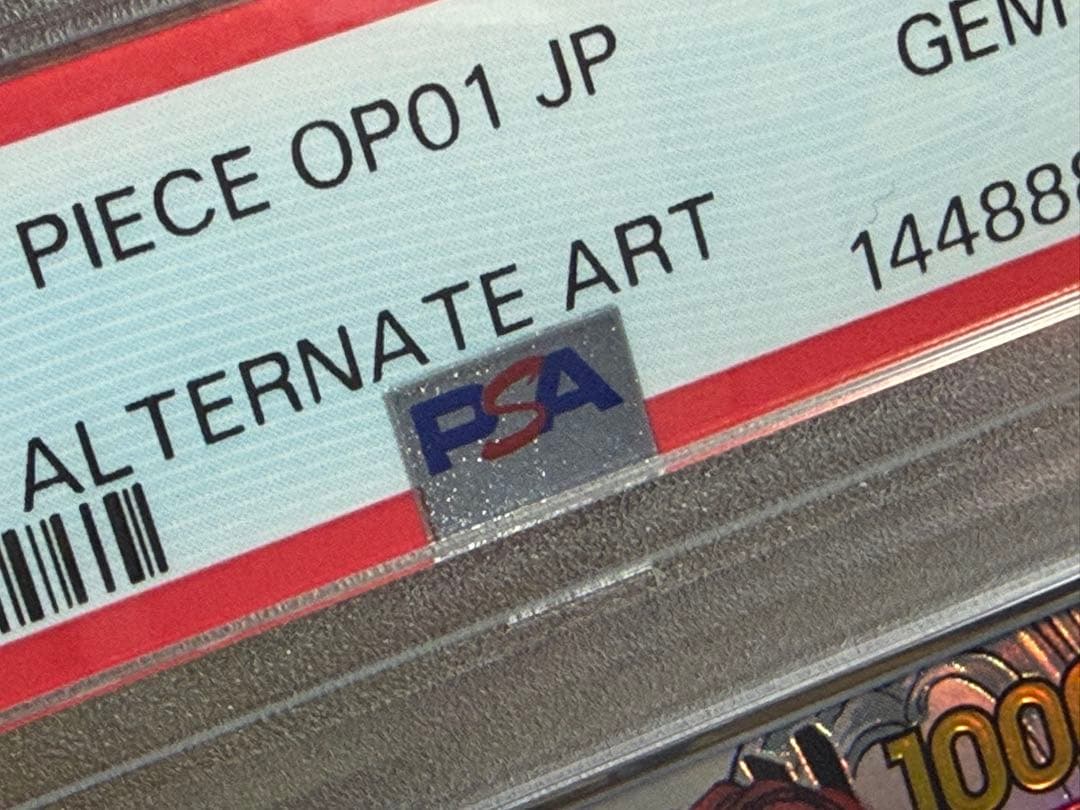 PIECE OP01 JP
GEM
ALTERNATE ART
14488
PSA
1000